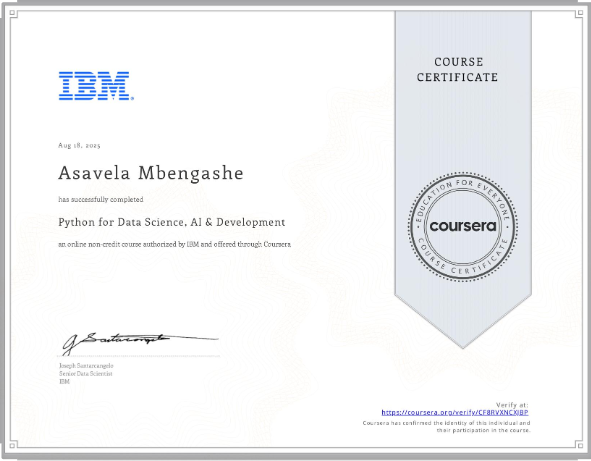 COURSE
CERTIFICATE
IBM
Aug 18, 2025
Asavela Mbengashe
has successfully completed
Python for Data Science, AI & Development
an online non-credit course authorized by IBM and offered through Coursera
EDUCATION FOR EVERYONE
coursera
COURSE CERTIFICATE
Joseph Santarcangelo
Senior Data Scientist
IBM
Verify at:
https://coursera.org/verify/CF8RVXNCXJBP
Coursera has confirmed the identity of this individual and
their participation in the course.